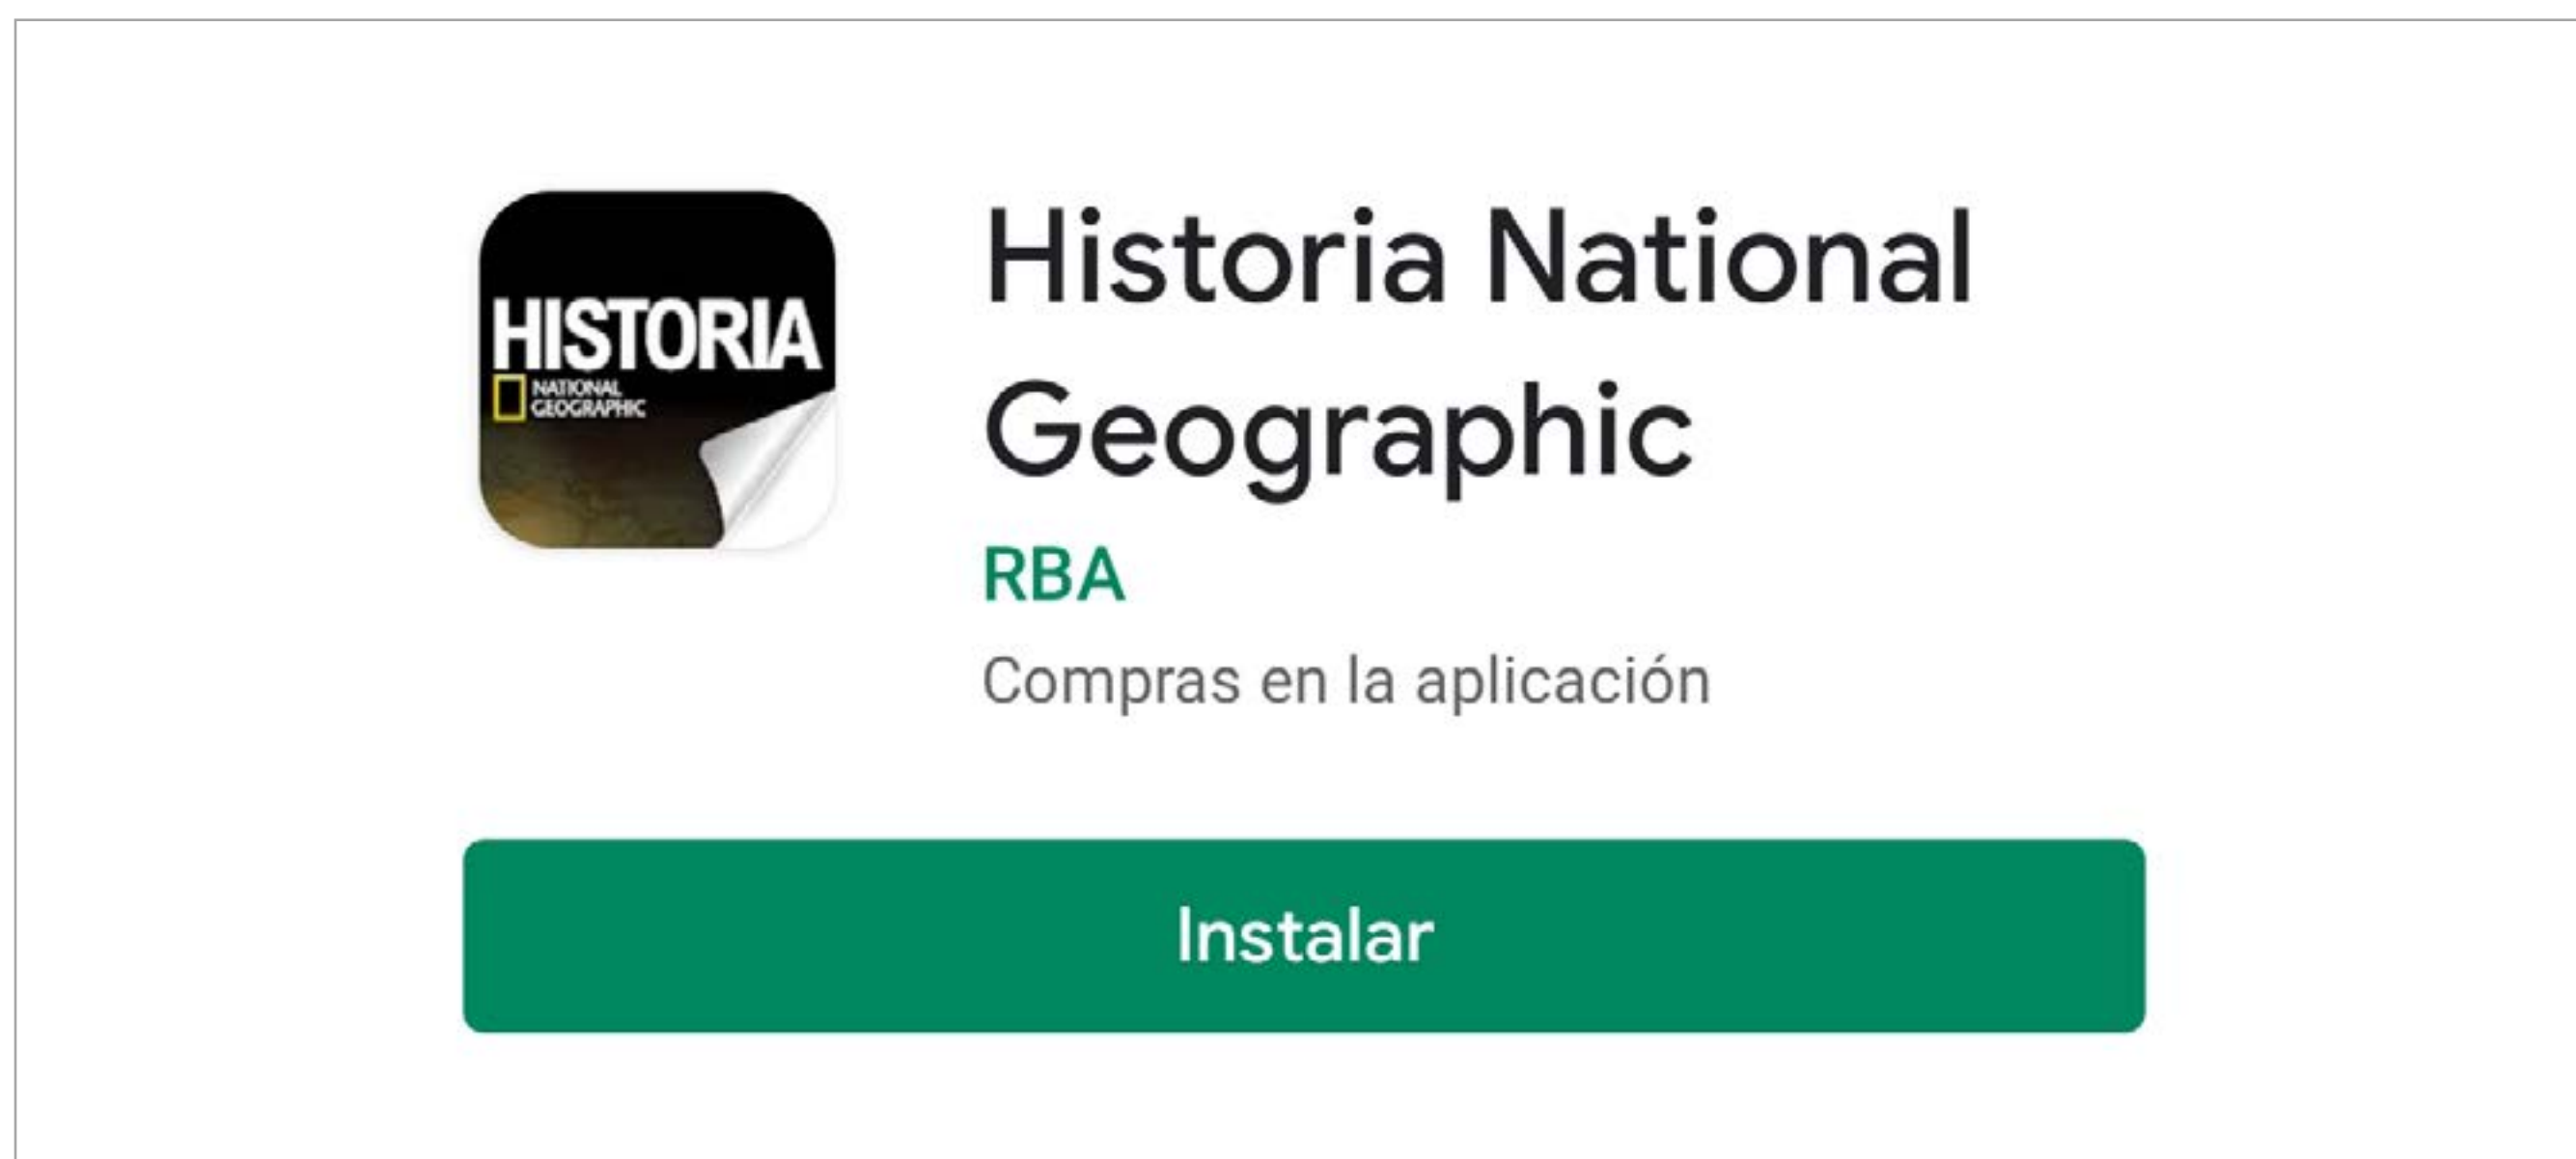 HISTORIA
NATIONAL
GEOGRAPHIC
Historia National
Geographic
RBA
Compras en la aplicación
Instalar